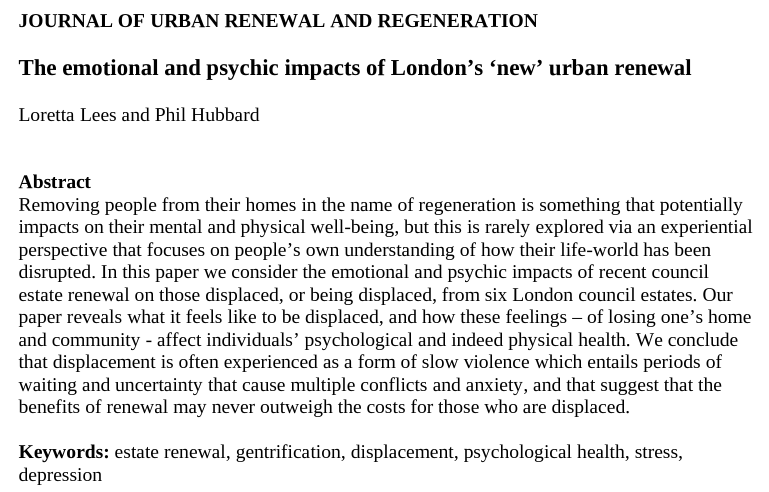 JOURNAL OF URBAN RENEWAL AND REGENERATION
The emotional and psychic impacts of London’s ‘new’ urban renewal
Loretta Lees and Phil Hubbard
Abstract
Removing people from their homes in the name of regeneration is something that potentially
impacts on their mental and physical well-being, but this is rarely explored via an experiential
perspective that focuses on people’s own understanding of how their life-world has been
disrupted. In this paper we consider the emotional and psychic impacts of recent council
estate renewal on those displaced, or being displaced, from six London council estates. Our
paper reveals what it feels like to be displaced, and how these feelings – of losing one’s home
and community - affect individuals’ psychological and indeed physical health. We conclude
that displacement is often experienced as a form of slow violence which entails periods of
waiting and uncertainty that cause multiple conflicts and anxiety, and that suggest that the
benefits of renewal may never outweigh the costs for those who are displaced.
Keywords: estate renewal, gentrification, displacement, psychological health, stress,
depression